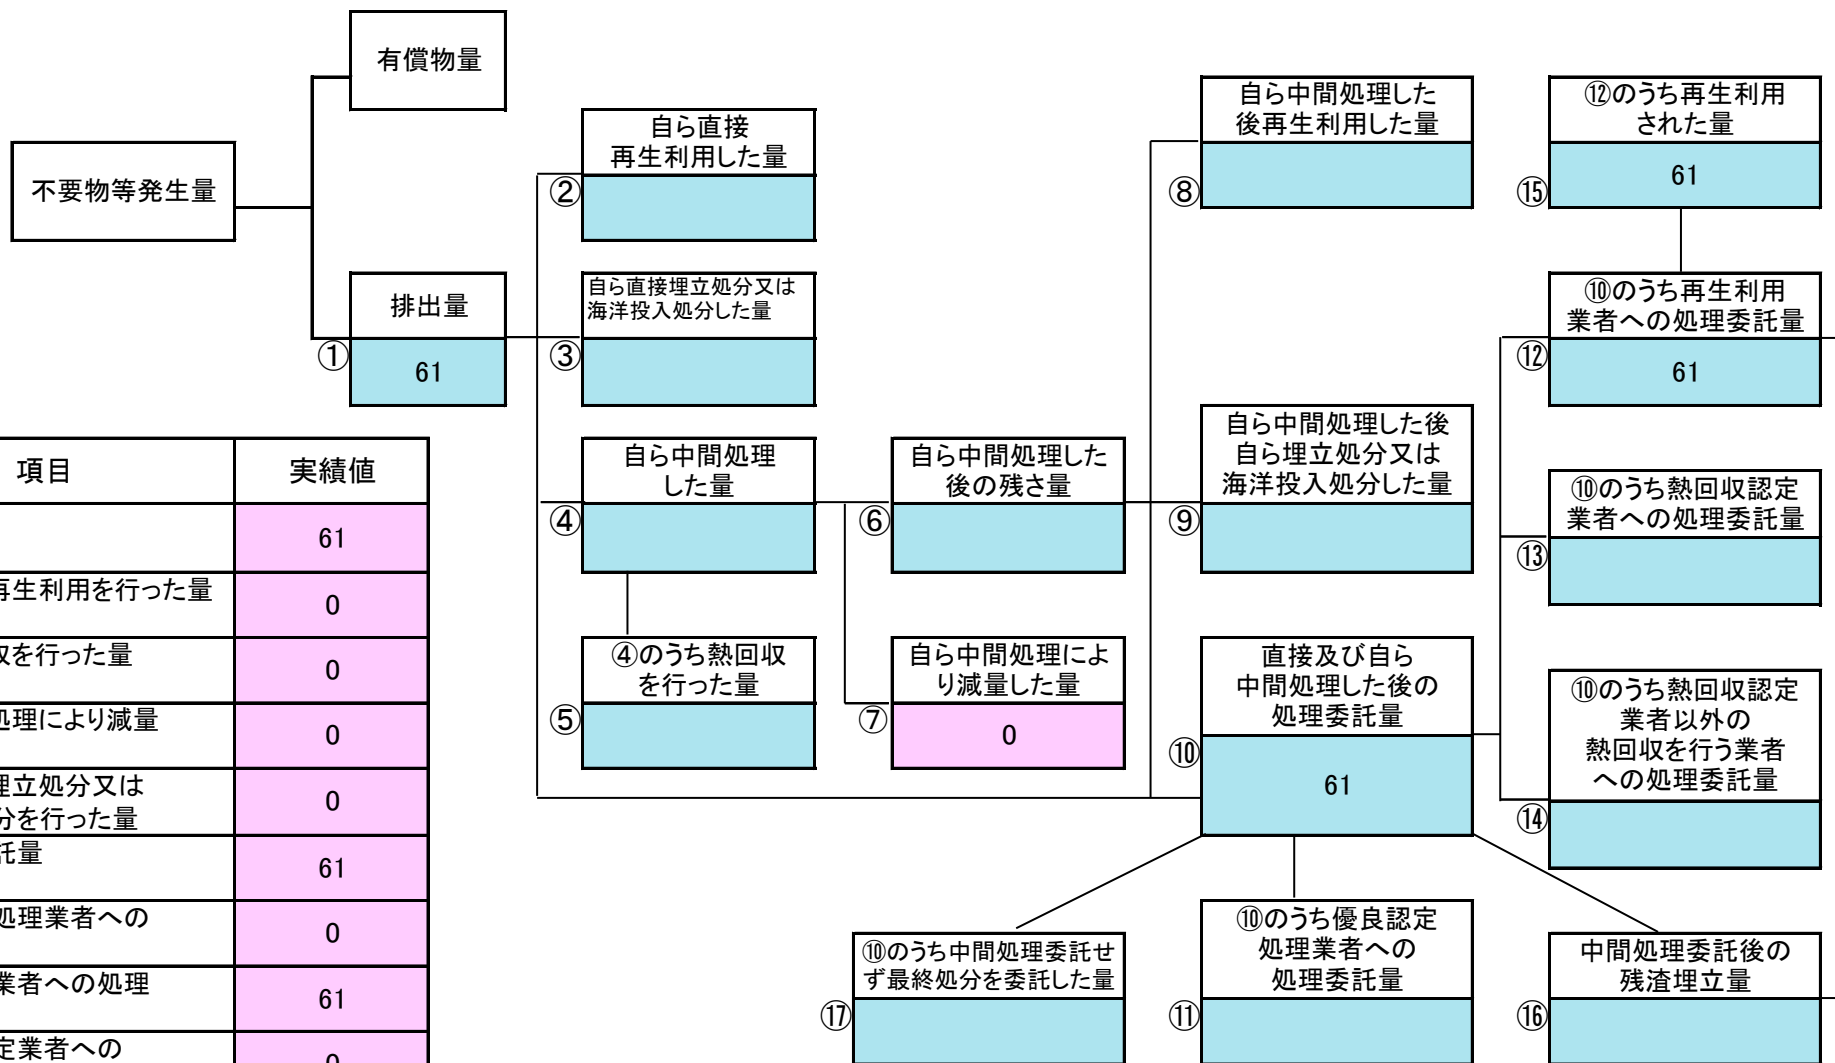 有償物量
不要物等発生量
排出量
①
61
自ら直接
再生利用した量
②
自ら直接埋立処分又は
海洋投入処分した量
③
自ら中間処理
した量
④
④のうち熱回収
を行った量
⑤
自ら中間処理した
後の残さ量
⑥
自ら中間処理によ
り減量した量
⑦
0
自ら中間処理した
後再生利用した量
⑧
自ら中間処理した後
自ら埋立処分又は
海洋投入処分した量
⑨
直接及び自ら
中間処理した後の
処理委託量
⑩
61
⑩のうち優良認定
処理業者への
処理委託量
⑪
⑫のうち再生利用
された量
⑮
61
⑩のうち再生利用
業者への処理委託量
⑫
61
⑩のうち熱回収認定
業者への処理委託量
⑬
⑩のうち熱回収認定
業者以外の
熱回収を行う業者
への処理委託量
⑭
中間処理委託後の
残渣埋立量
⑯
⑩のうち中間処理委託せ
ず最終処分を委託した量
⑰
項目 実績値
61
再生利用を行った量 0
を行った量 0
処理により減量 0
埋立処分又は
を行った量 0
託量 61
処理業者への 0
業者への処理 61
定業者への 0